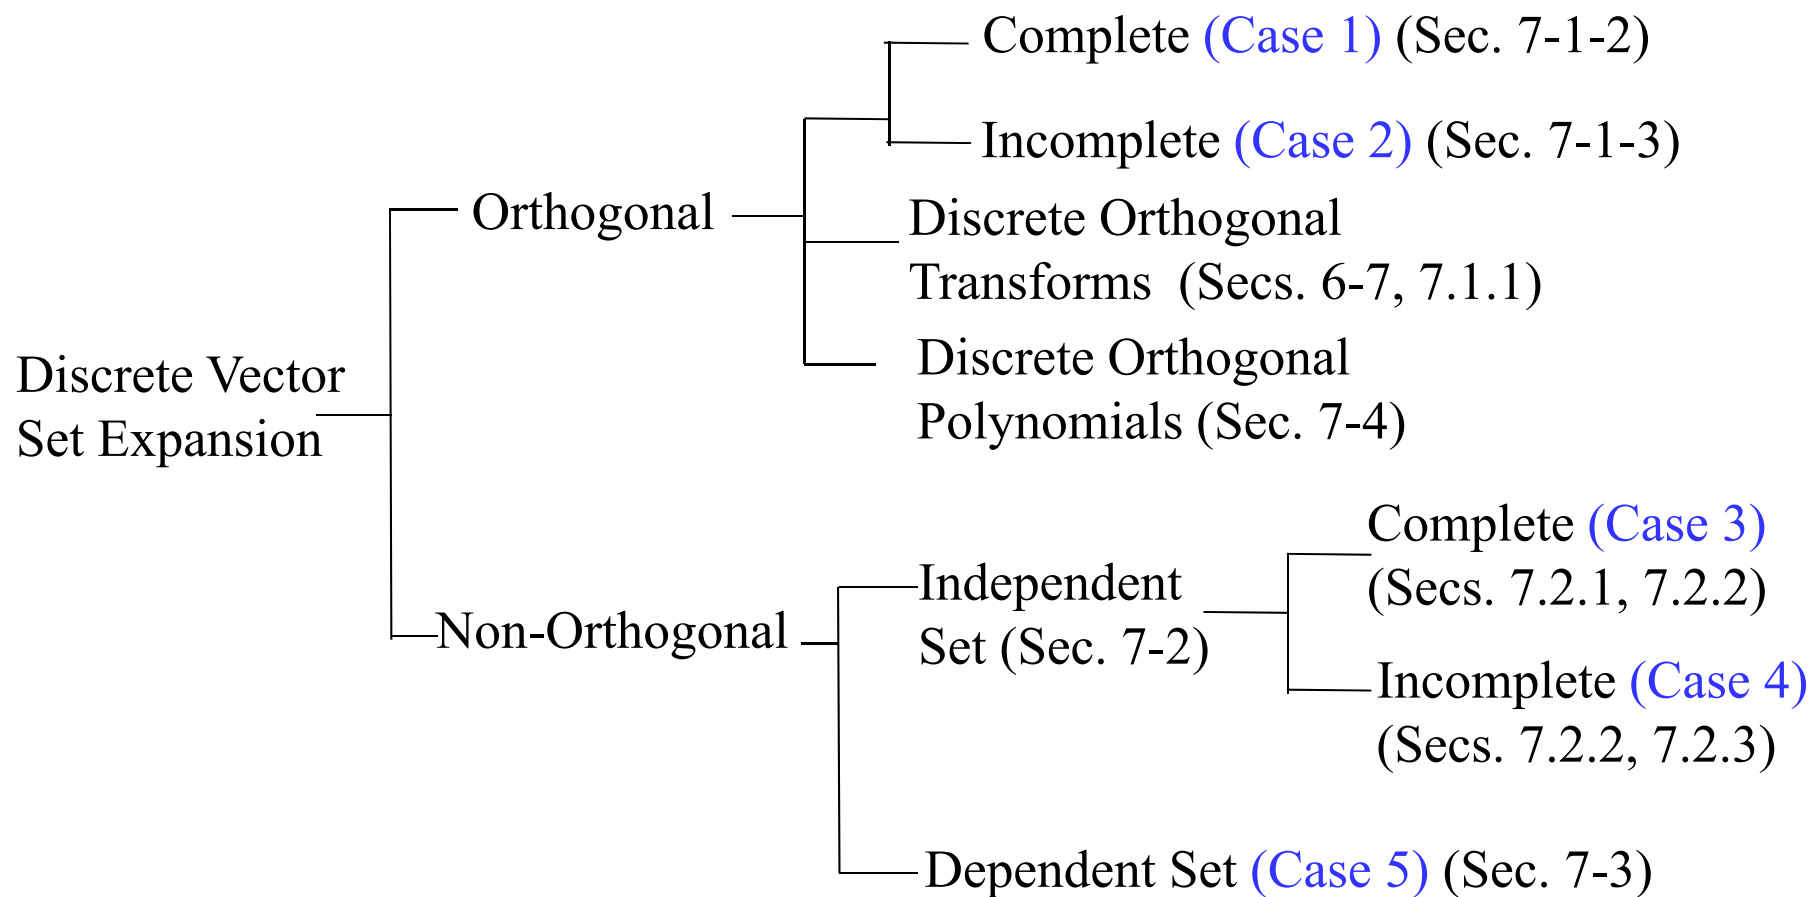 Complete (Case 1) (Sec. 7-1-2)
Incomplete (Case 2) (Sec. 7-1-3)
Orthogonal
Discrete Orthogonal
Transforms (Secs. 6-7, 7.1.1)
Discrete Orthogonal
Polynomials (Sec. 7-4)
Discrete Vector
Set Expansion
Non-Orthogonal
Independent
Set (Sec. 7-2)
Complete (Case 3)
(Secs. 7.2.1, 7.2.2)
Incomplete (Case 4)
(Secs. 7.2.2, 7.2.3)
Dependent Set (Case 5) (Sec. 7-3)